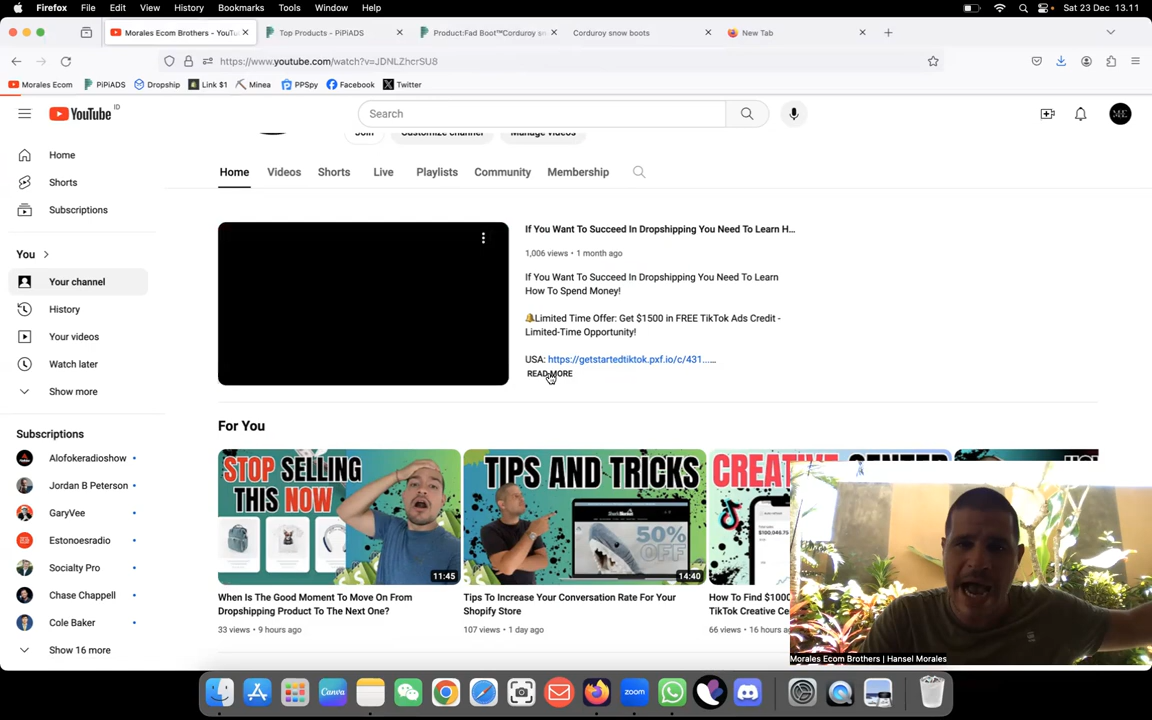 Firefox File Edit View History Bookmarks Tools Window Help Sat 23 Dec 13.11
Morales Ecom Brothers - YouTu Top Products - PiPiADS Product:Fad Boot™Corduroy sn Corduroy snow boots New Tab
https://www.youtube.com/watch?v=JDNLZhcrSU8
Morales Ecom PiPiADS Dropship Link $1 Minea PPSpy Facebook Twitter
YouTube ID
Search
Join Customize channel Manage videos
Home
Shorts
Subscriptions
You
Your channel
History
Your videos
Watch later
Show more
Subscriptions
Alofokeradioshow
Jordan B Peterson
GaryVee
Estonoesradio
Socialty Pro
Chase Chappell
Cole Baker
Show 16 more
Home Videos Shorts Live Playlists Community Membership
If You Want To Succeed In Dropshipping You Need To Learn H...
1,006 views • 1 month ago
If You Want To Succeed In Dropshipping You Need To Learn
How To Spend Money!
Limited Time Offer: Get $1500 in FREE TikTok Ads Credit -
Limited-Time Opportunity!
USA: https://getstartedtiktok.pxf.io/c/431......
READ MORE
For You
STOP SELLING
THIS NOW
11:45
When Is The Good Moment To Move On From
Dropshipping Product To The Next One?
33 views • 9 hours ago
TIPS AND TRICKS
50%
OFF
14:40
Tips To Increase Your Conversation Rate For Your
Shopify Store
107 views • 1 day ago
CREATIVE CENTER
$100,046.75
How To Find $1000
TikTok Creative Ce
66 views • 16 hours a
Morales Ecom Brothers | Hansel Morales
Canva
zoom